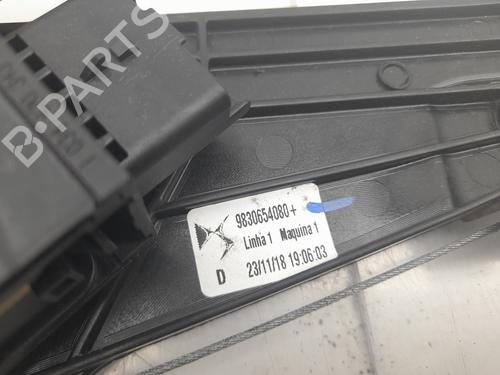 B-PARTS
9830654080+
Linha 1 Maquina 1
D 23/11/18 19:06:03